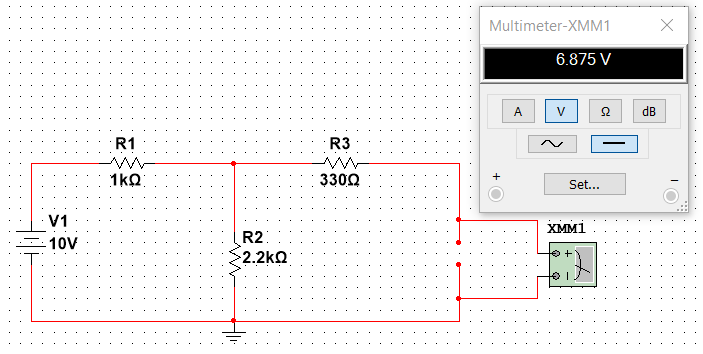 Multimeter-XMM1
6.875 V
A V Ω dB
+ Set... −
R1
1kΩ
R3
330Ω
V1
10V
R2
2.2kΩ
XMM1
+